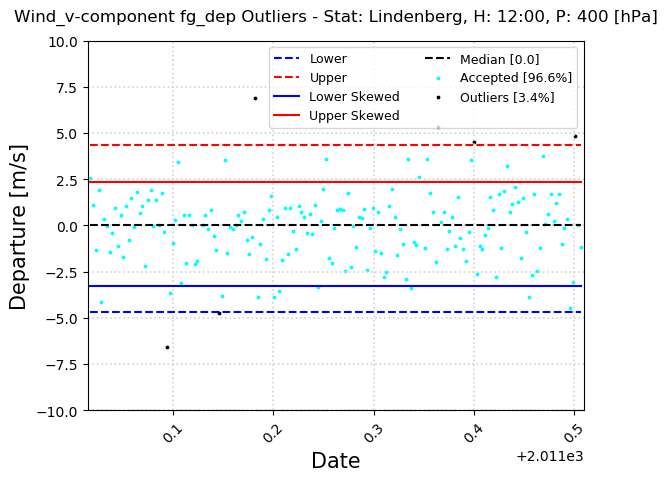 Wind_v-component fg_dep Outliers - Stat: Lindenberg, H: 12:00, P: 400 [hPa]
Departure [m/s]
10.0
7.5
5.0
2.5
0.0
−2.5
−5.0
−7.5
−10.0
Lower
Upper
Lower Skewed
Upper Skewed
Median [0.0]
Accepted [96.6%]
Outliers [3.4%]
0.1
0.2
0.3
0.4
0.5
+2.011e3
Date